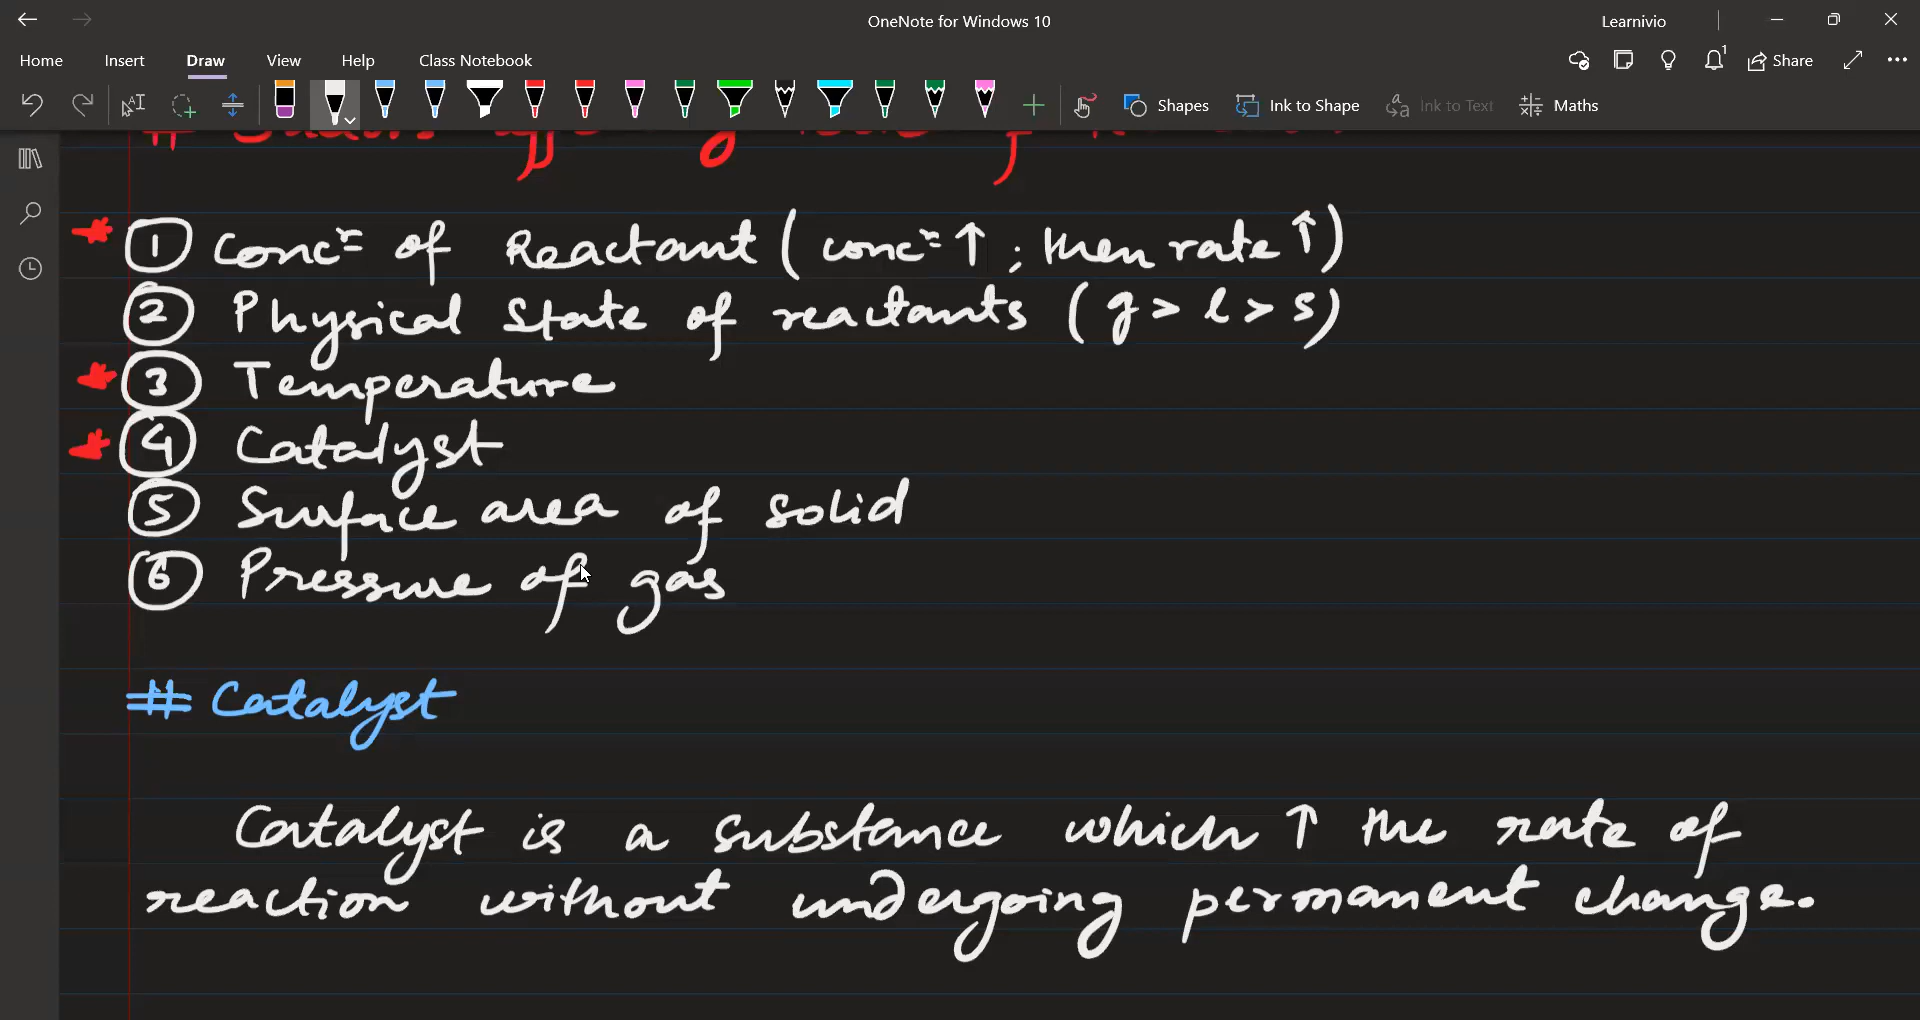 OneNote for Windows 10
Learnivio
Home Insert Draw View Help Class Notebook
1
Share
Shapes Ink to Shape Ink to Text Maths
① Concⁿ of Reactant ( concⁿ ↑ ; then rate ↑ )
② Physical State of reactants ( g > l > s )
③ Temperature
④ Catalyst
⑤ Surface area of solid
⑥ Pressure of gas
# Catalyst
Catalyst is a substance which ↑ the rate of
reaction without undergoing permanent change.